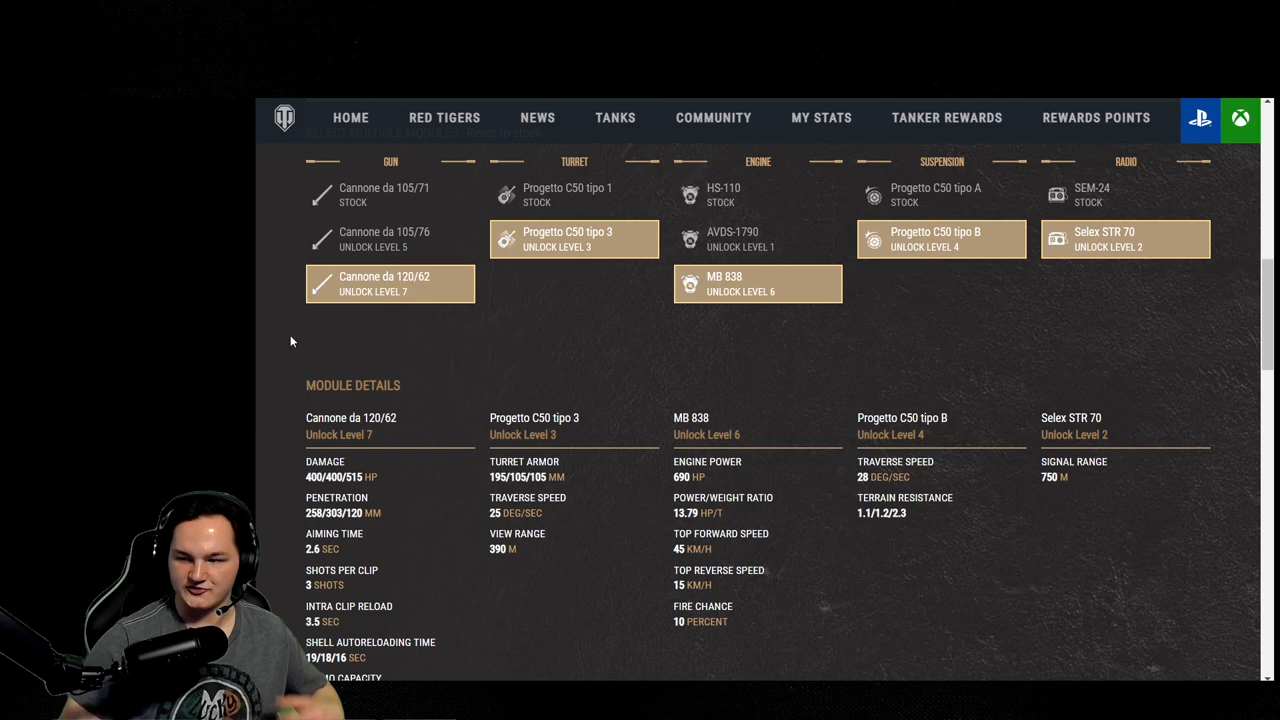 HOME RED TIGERS NEWS TANKS COMMUNITY MY STATS TANKER REWARDS REWARDS POINTS
SELECT MULTIPLE MODULES Reset to stock
GUN TURRET ENGINE SUSPENSION RADIO
Cannone da 105/71 Progetto C50 tipo 1 HS-110 Progetto C50 tipo A SEM-24
STOCK STOCK STOCK STOCK STOCK
Cannone da 105/76 Progetto C50 tipo 3 AVDS-1790 Progetto C50 tipo B Selex STR 70
UNLOCK LEVEL 5 UNLOCK LEVEL 3 UNLOCK LEVEL 1 UNLOCK LEVEL 4 UNLOCK LEVEL 2
Cannone da 120/62 MB 838
UNLOCK LEVEL 7 UNLOCK LEVEL 6
MODULE DETAILS
Cannone da 120/62 Progetto C50 tipo 3 MB 838 Progetto C50 tipo B Selex STR 70
Unlock Level 7 Unlock Level 3 Unlock Level 6 Unlock Level 4 Unlock Level 2
DAMAGE TURRET ARMOR ENGINE POWER TRAVERSE SPEED SIGNAL RANGE
400/400/515 HP 195/105/105 MM 690 HP 28 DEG/SEC 750 M
PENETRATION TRAVERSE SPEED POWER/WEIGHT RATIO TERRAIN RESISTANCE
258/303/120 MM 25 DEG/SEC 13.79 HP/T 1.1/1.2/2.3
AIMING TIME VIEW RANGE TOP FORWARD SPEED
2.6 SEC 390 M 45 KM/H
SHOTS PER CLIP TOP REVERSE SPEED
3 SHOTS 15 KM/H
INTRA CLIP RELOAD FIRE CHANCE
3.5 SEC 10 PERCENT
SHELL AUTORELOADING TIME
19/18/16 SEC
CAPACITY